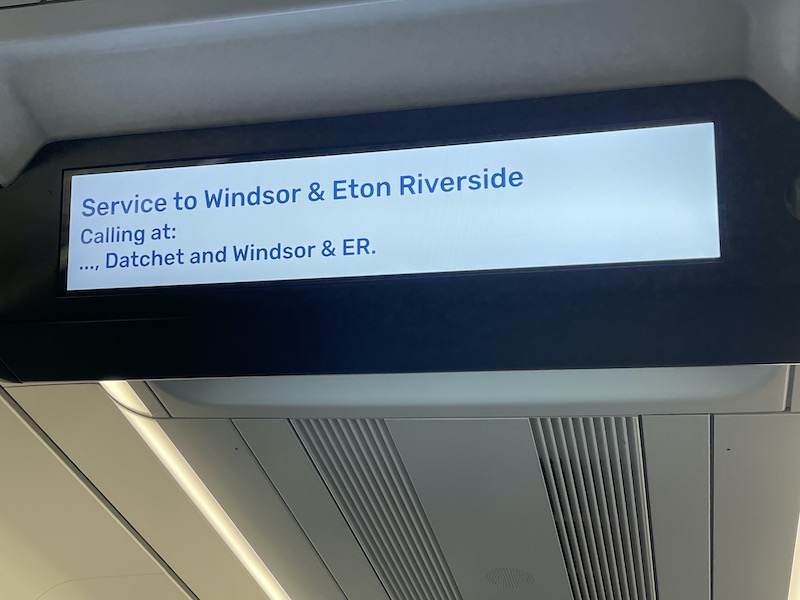 Service to Windsor & Eton Riverside
Calling at:
..., Datchet and Windsor & ER.